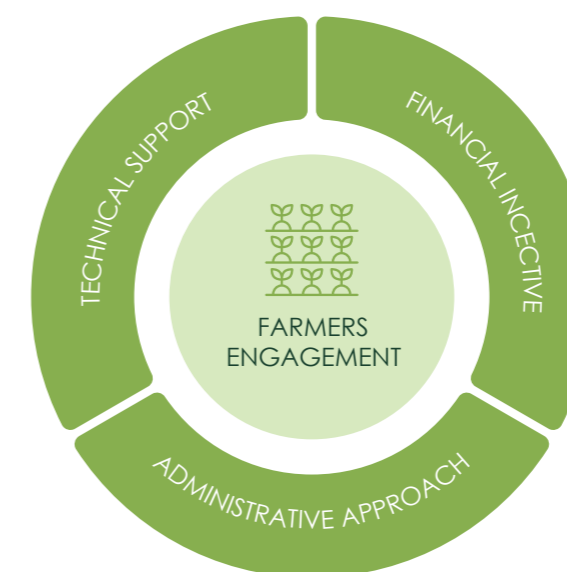 TECHNICAL SUPPORT
FINANCIAL INCECTIVE
FARMERS
ENGAGEMENT
ADMINISTRATIVE APPROACH